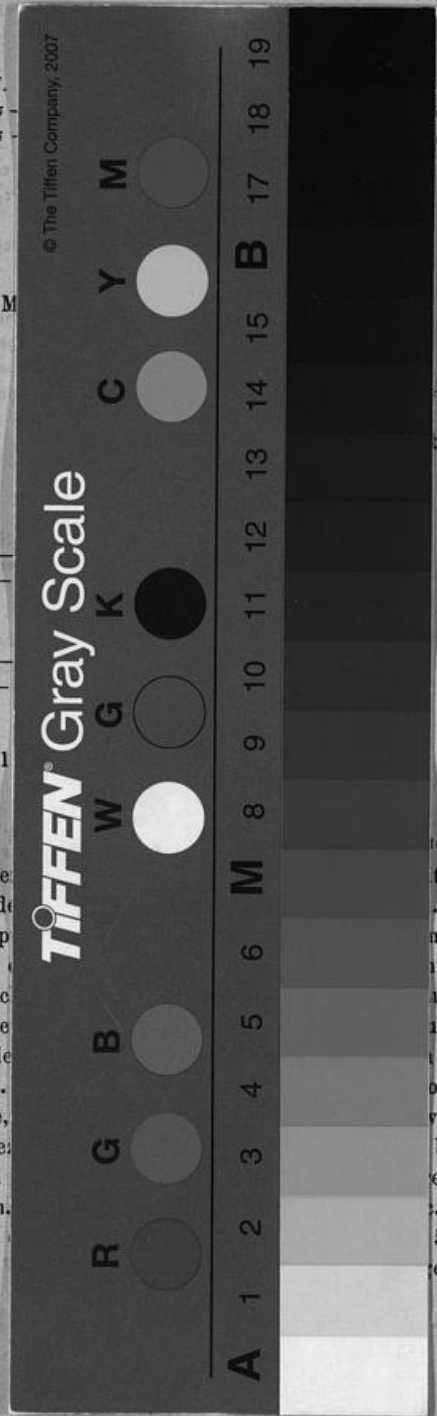 © The Tiffen Company, 2007
TIFFEN® Gray Scale
R G B W G K C Y M
A 1 2 3 4 5 6 M 8 9 10 11 12 13 14 15 B 17 18 19